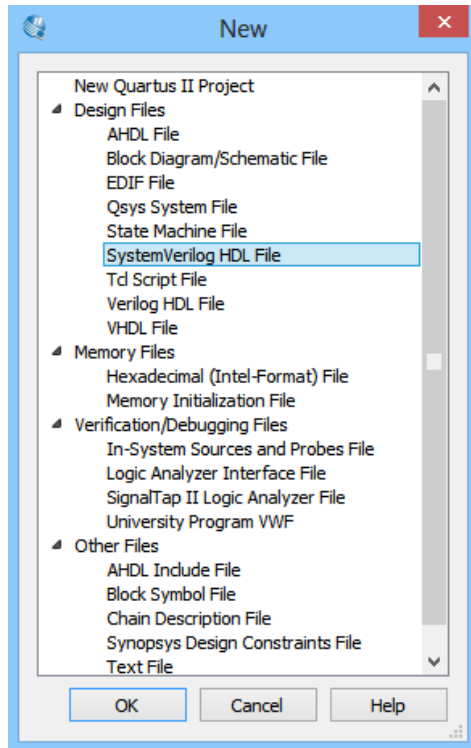 New
New Quartus II Project
Design Files
AHDL File
Block Diagram/Schematic File
EDIF File
Qsys System File
State Machine File
SystemVerilog HDL File
Tcl Script File
Verilog HDL File
VHDL File
Memory Files
Hexadecimal (Intel-Format) File
Memory Initialization File
Verification/Debugging Files
In-System Sources and Probes File
Logic Analyzer Interface File
SignalTap II Logic Analyzer File
University Program VWF
Other Files
AHDL Include File
Block Symbol File
Chain Description File
Synopsys Design Constraints File
Text File
OK Cancel Help